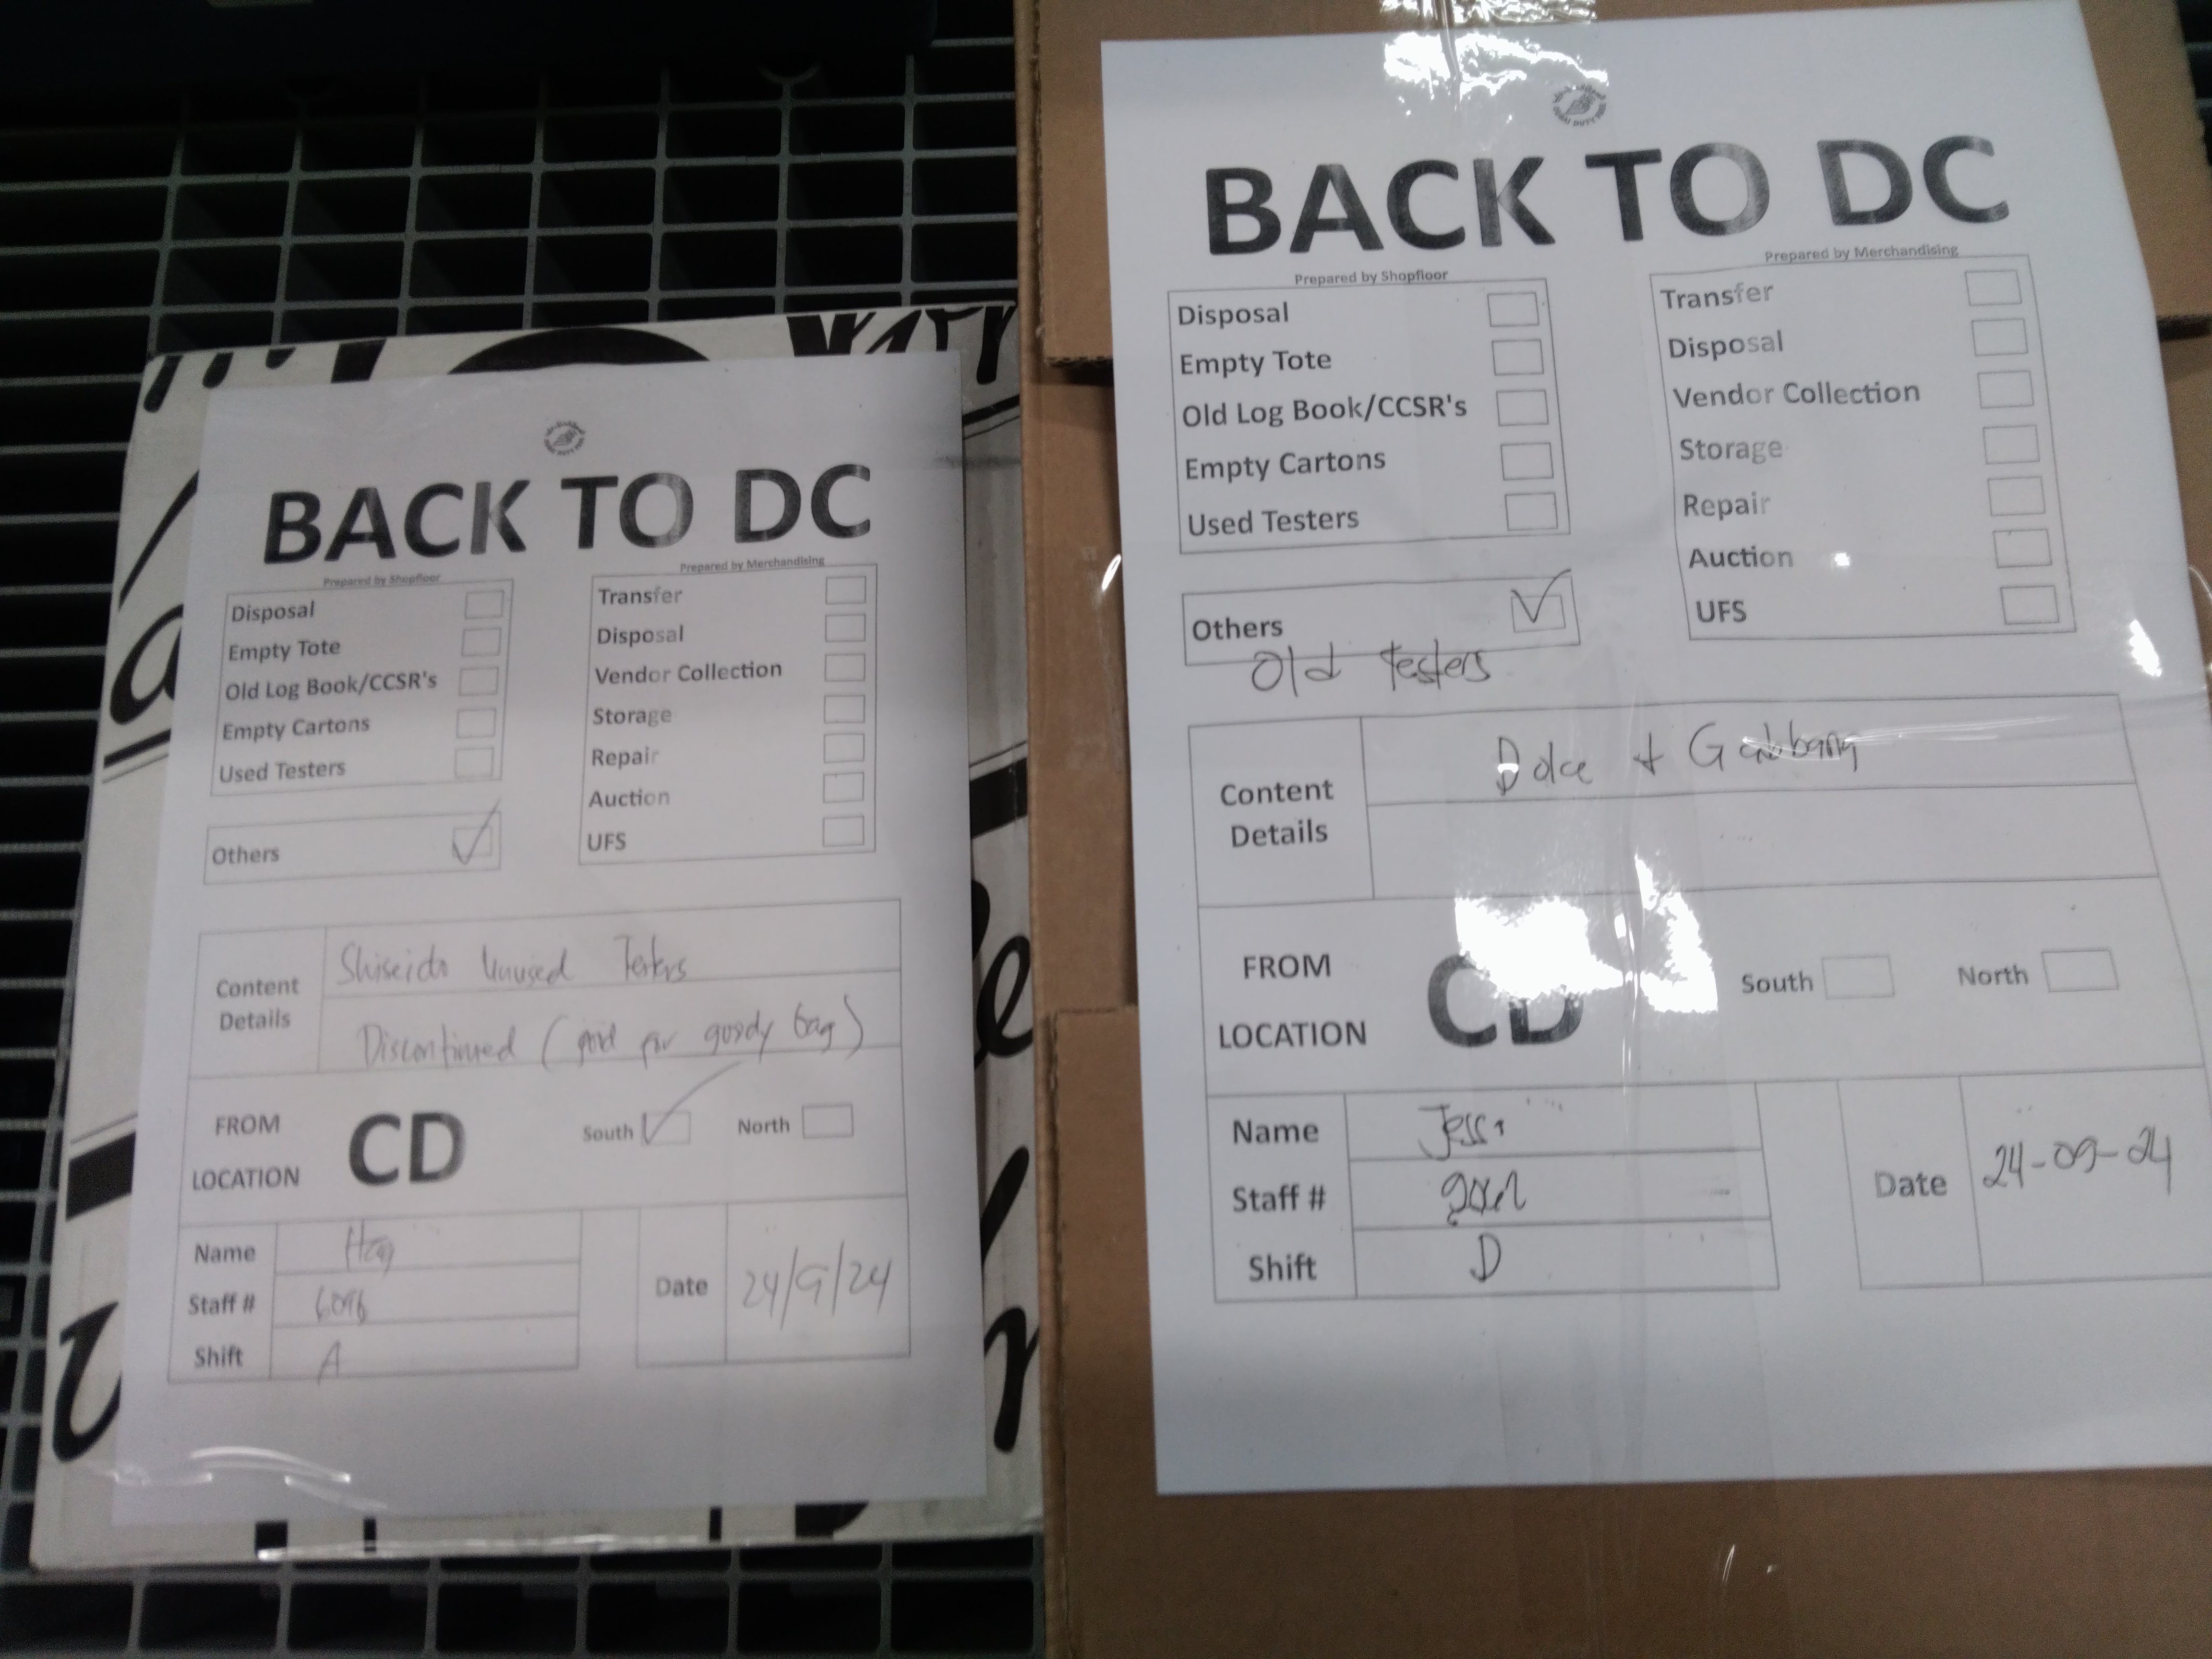 BACK TO DC
Prepared by Shopfloor
Disposal
Empty Tote
Old Log Book/CCSR's
Empty Cartons
Used Testers
Others
Prepared by Merchandising
Transfer
Disposal
Vendor Collection
Storage
Repair
Auction
UFS
Content Details
Shiseido Unused Testers
Discontinued (good for goody bag)
FROM LOCATION
CD
South
North
Name
Staff #
6096
Shift
A
Date
24/9/24
DUBAI DUTY FREE
BACK TO DC
Prepared by Shopfloor
Disposal
Empty Tote
Old Log Book/CCSR's
Empty Cartons
Used Testers
Others
Old Testers
Prepared by Merchandising
Transfer
Disposal
Vendor Collection
Storage
Repair
Auction
UFS
Content Details
Dolce + Gabbana
FROM LOCATION
CD
South
North
Name
Staff #
Shift
D
Date
24-09-24